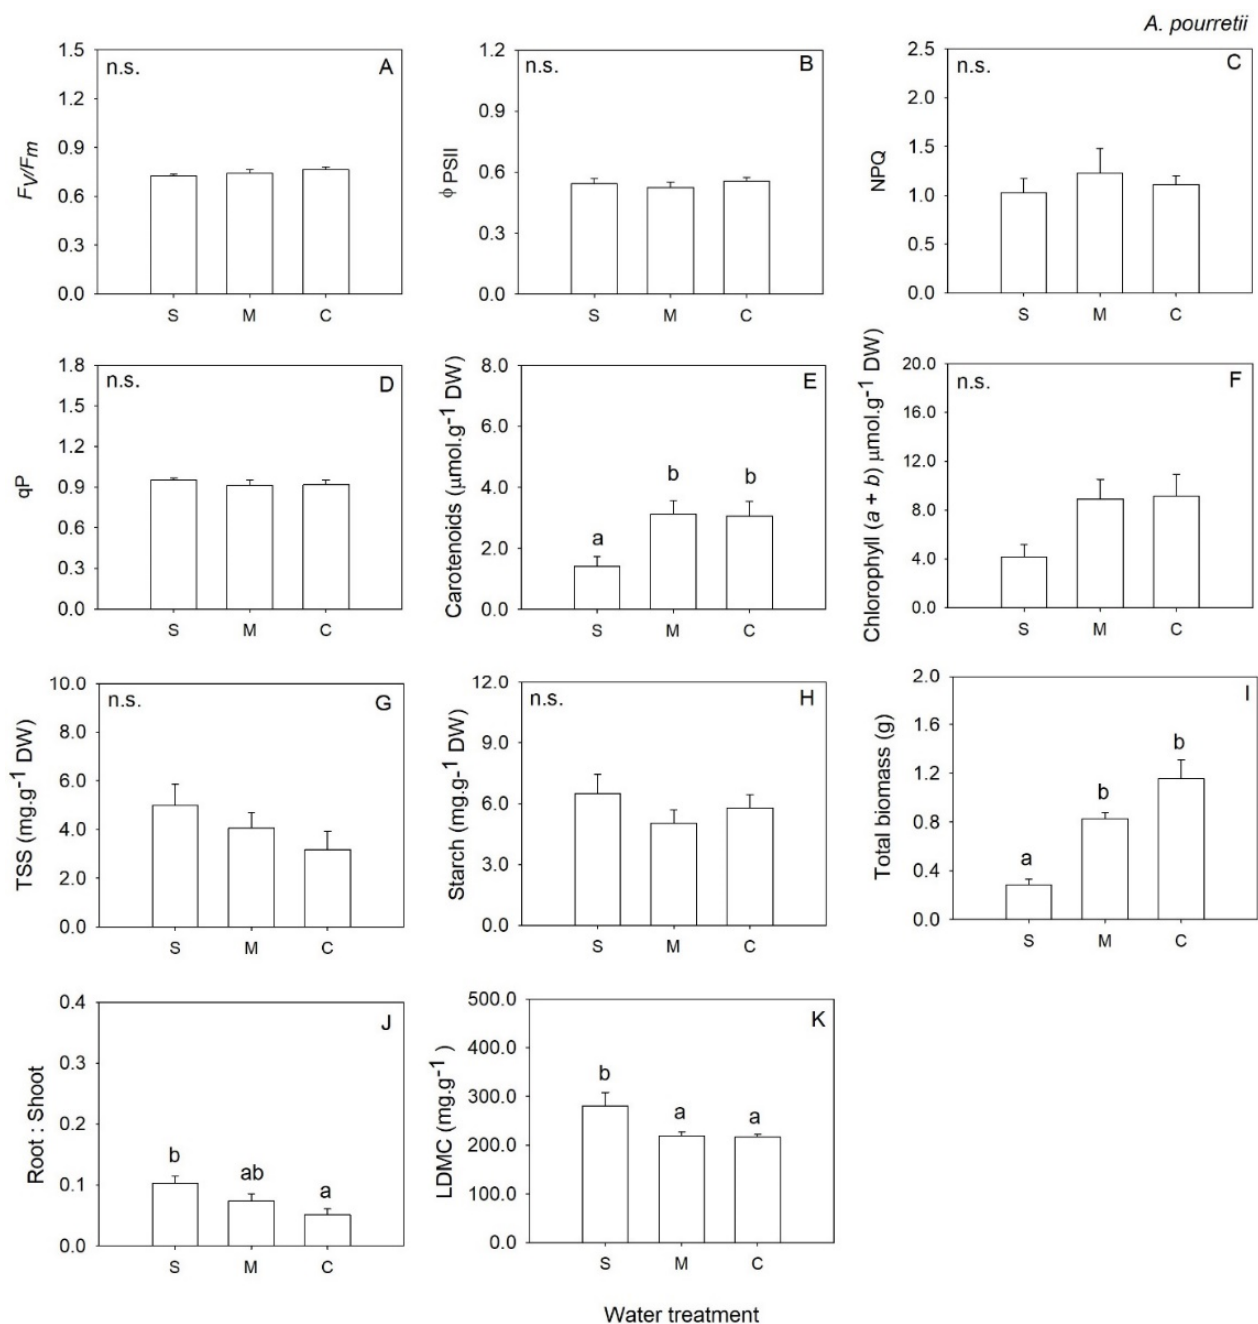 A. pourretii
n.s.
A
1.5
1.2
0.9
0.6
0.3
0.0
Fv/Fm
S M C
n.s.
B
1.2
0.9
0.6
0.3
0.0
ϕ PSII
S M C
n.s.
C
2.5
2.0
1.5
1.0
0.5
0.0
NPQ
S M C
n.s.
D
1.8
1.5
1.2
0.9
0.6
0.3
0.0
qP
S M C
E
8.0
6.0
4.0
2.0
0.0
Carotenoids (μmol.g⁻¹ DW)
a b b
S M C
n.s.
F
20.0
16.0
12.0
8.0
4.0
0.0
Chlorophyll (a + b) μmol.g⁻¹ DW)
S M C
n.s.
G
10.0
8.0
6.0
4.0
2.0
0.0
TSS (mg.g⁻¹ DW)
S M C
n.s.
H
12.0
9.0
6.0
3.0
0.0
Starch (mg.g-¹ DW)
S M C
I
2.0
1.6
1.2
0.8
0.4
0.0
Total biomass (g)
a b b
S M C
J
0.4
0.3
0.2
0.1
0.0
Root : Shoot
b ab a
S M C
K
500.0
400.0
300.0
200.0
100.0
0.0
LDMC (mg.g⁻¹ )
b a a
S M C
Water treatment